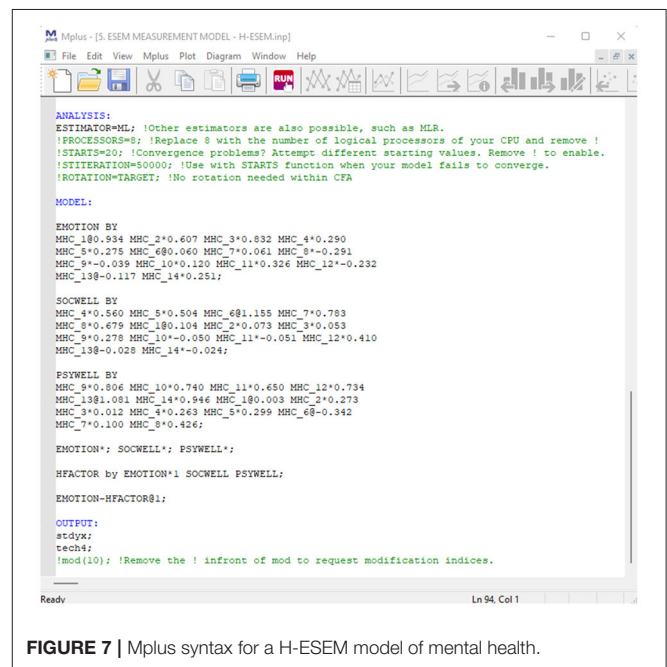 Mplus - [5. ESEM MEASUREMENT MODEL - H-ESEM.inp]
File Edit View Mplus Plot Diagram Window Help
RUN
ANALYSIS:
ESTIMATOR=ML; !Other estimators are also possible, such as MLR.
!PROCESSORS=8; !Replace 8 with the number of logical processors of your CPU and remove !
!STARTS=20; !Convergence problems? Attempt different starting values. Remove ! to enable.
!STITERATION=50000; !Use with STARTS function when your model fails to converge.
!ROTATION=TARGET; !No rotation needed within CFA
MODEL:
EMOTION BY
MHC_1@0.934 MHC_2*0.607 MHC_3*0.832 MHC_4*0.290
MHC_5*0.275 MHC_6@0.060 MHC_7*0.061 MHC_8*-0.291
MHC_9*-0.039 MHC_10*0.120 MHC_11*0.326 MHC_12*-0.232
MHC_13@-0.117 MHC_14*0.251;
SOCWELL BY
MHC_4*0.560 MHC_5*0.504 MHC_6@1.155 MHC_7*0.783
MHC_8*0.679 MHC_1@0.104 MHC_2*0.073 MHC_3*0.053
MHC_9*0.278 MHC_10*-0.050 MHC_11*-0.051 MHC_12*0.410
MHC_13@-0.028 MHC_14*-0.024;
PSYWELL BY
MHC_9*0.806 MHC_10*0.740 MHC_11*0.650 MHC_12*0.734
MHC_13@1.081 MHC_14*0.946 MHC_1@0.003 MHC_2*0.273
MHC_3*0.012 MHC_4*0.263 MHC_5*0.299 MHC_6@-0.342
MHC_7*0.100 MHC_8*0.426;
EMOTION*; SOCWELL*; PSYWELL*;
HFACTOR by EMOTION*1 SOCWELL PSYWELL;
EMOTION-HFACTOR@1;
OUTPUT:
stdyx;
tech4;
!mod(10); !Remove the ! infront of mod to request modification indices.
Ready Ln 94, Col 1
FIGURE 7 | Mplus syntax for a H-ESEM model of mental health.